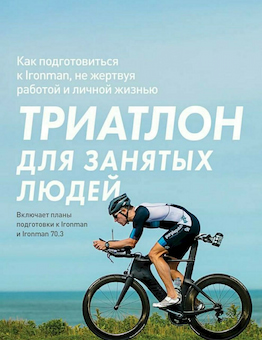 Как подготовиться
к Ironman, не жертвуя
работой и личной жизнью
ТРИАТЛОН
ДЛЯ ЗАНЯТЫХ
ЛЮДЕЙ
Включает планы
подготовки к Ironman
и Ironman 70.3